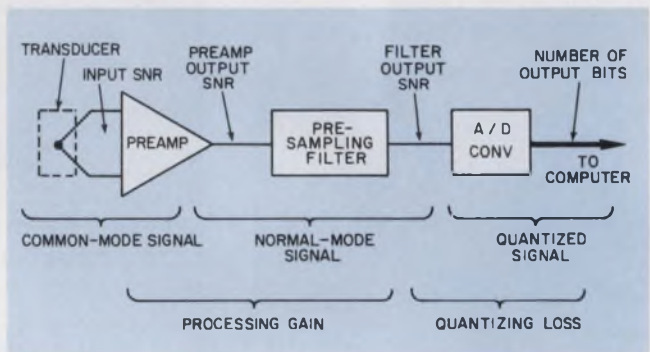 TRANSDUCER
INPUT SNR
PREAMP
OUTPUT
SNR
FILTER
OUTPUT
SNR
NUMBER OF
OUTPUT BITS
PREAMP
PRE-
SAMPLING
FILTER
A/D
CONV
TO
COMPUTER
COMMON-MODE SIGNAL
NORMAL-MODE
SIGNAL
QUANTIZED
SIGNAL
PROCESSING GAIN
QUANTIZING LOSS